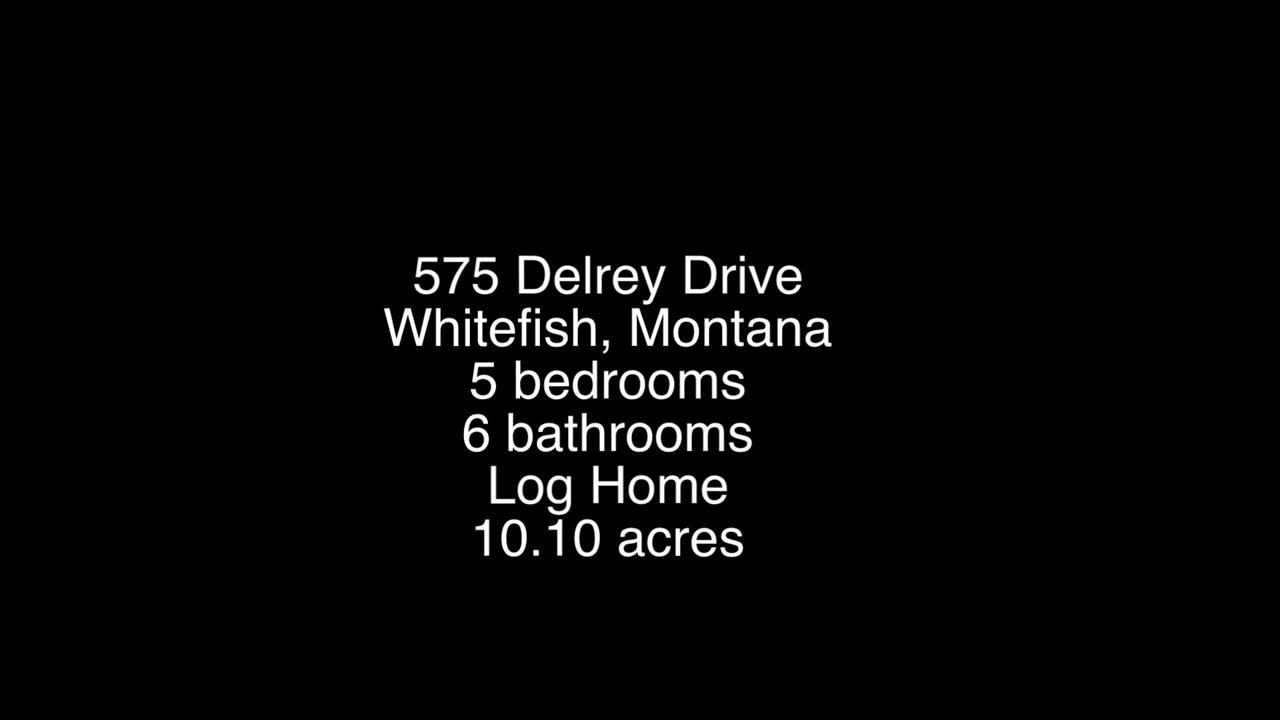 575 Delrey Drive
Whitefish, Montana
5 bedrooms
6 bathrooms
Log Home
10.10 acres